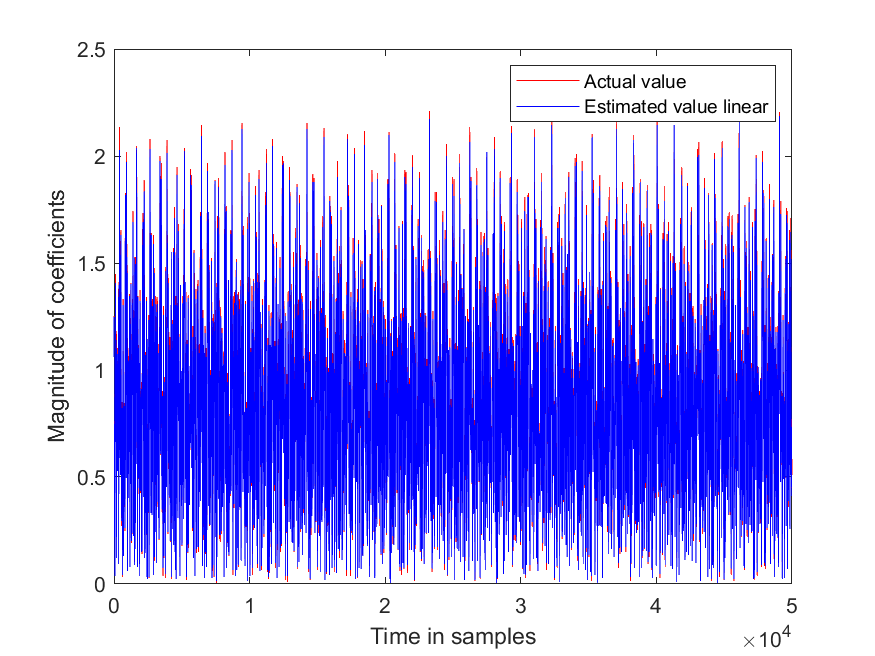 2.5
2
1.5
1
0.5
0
Magnitude of coefficients
Actual value
Estimated value linear
0 1 2 3 4 5
Time in samples
×10⁴